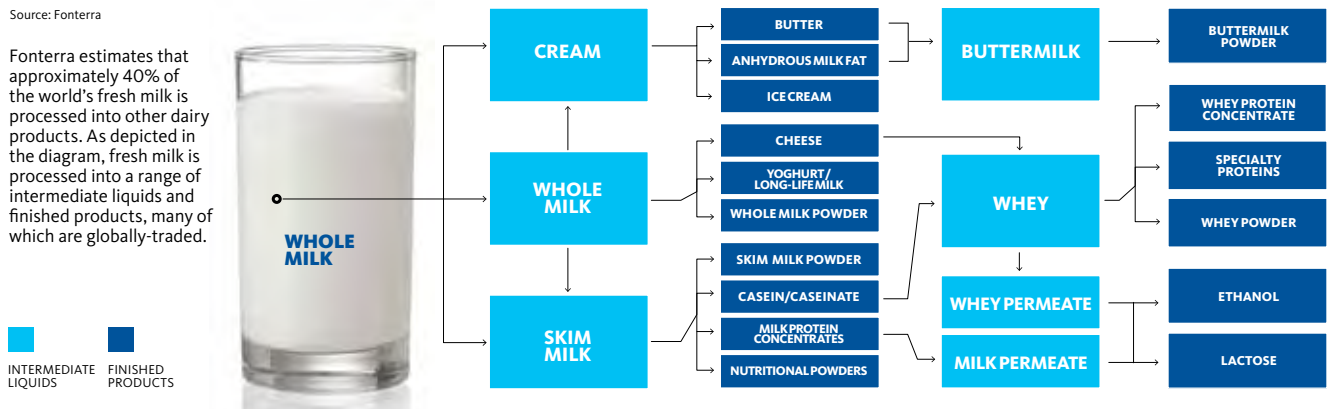 Source: Fonterra
Fonterra estimates that
approximately 40% of
the world's fresh milk is
processed into other dairy
products. As depicted in
the diagram, fresh milk is
processed into a range of
intermediate liquids and
finished products, many of
which are globally-traded.
WHOLE
MILK
INTERMEDIATE
LIQUIDS
FINISHED
PRODUCTS
CREAM
WHOLE
MILK
SKIM
MILK
BUTTER
ANHYDROUS MILK FAT
ICE CREAM
CHEESE
YOGHURT/
LONG-LIFE MILK
WHOLE MILK POWDER
SKIM MILK POWDER
CASEIN/CASEINATE
MILK PROTEIN
CONCENTRATES
NUTRITIONAL POWDERS
BUTTERMILK
WHEY
WHEY PERMEATE
MILK PERMEATE
BUTTERMILK
POWDER
WHEY PROTEIN
CONCENTRATE
SPECIALTY
PROTEINS
WHEY POWDER
ETHANOL
LACTOSE